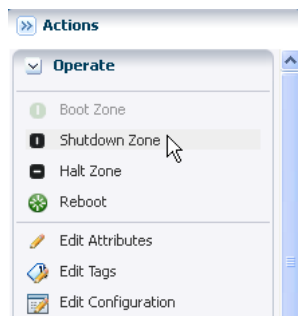 Actions
Operate
Boot Zone
Shutdown Zone
Halt Zone
Reboot
Edit Attributes
Edit Tags
Edit Configuration